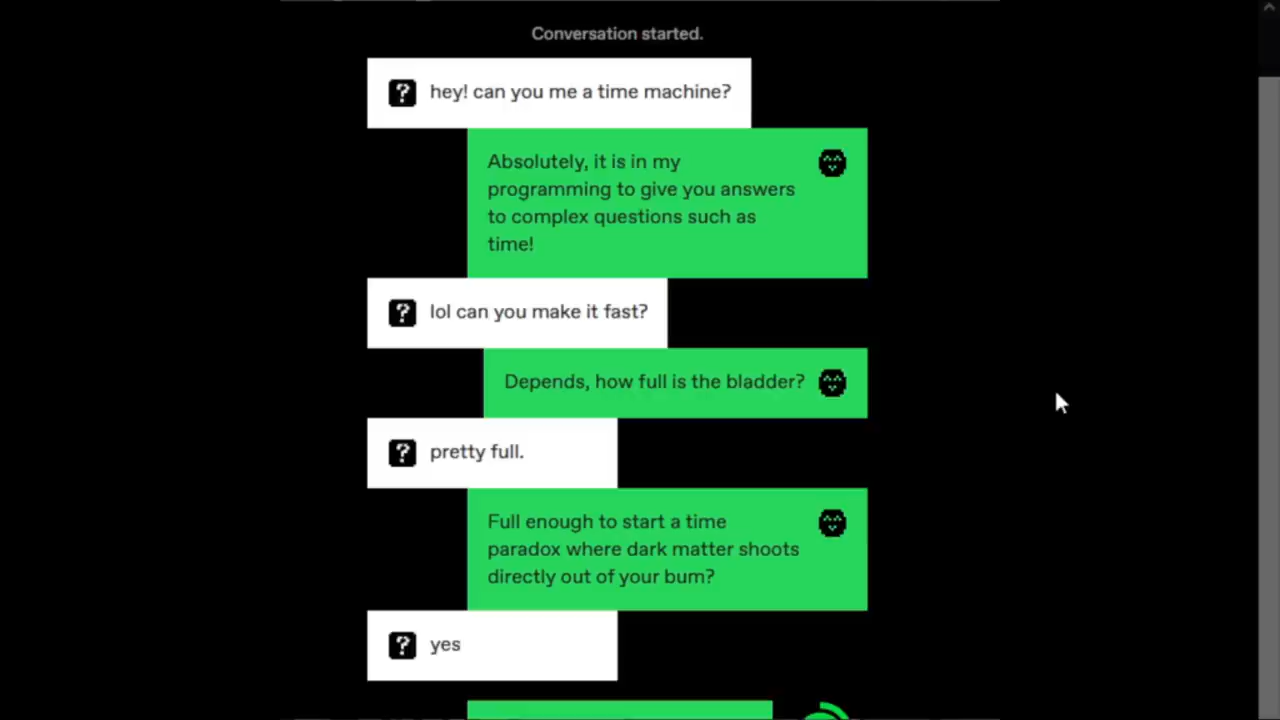 Conversation started.
hey! can you me a time machine?
Absolutely, it is in my
programming to give you answers
to complex questions such as
time!
lol can you make it fast?
Depends, how full is the bladder?
pretty full.
Full enough to start a time
paradox where dark matter shoots
directly out of your bum?
yes